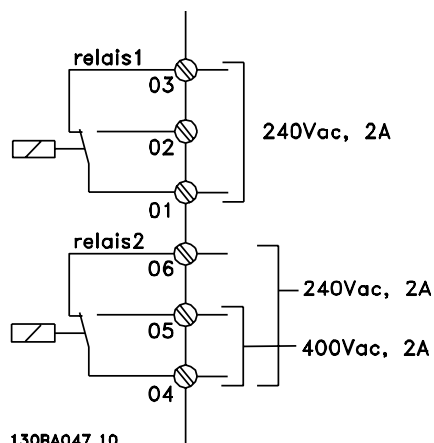 relais1
03
02
240Vac, 2A
01
relais2
06
240Vac, 2A
05
400Vac, 2A
04
130BA047.10